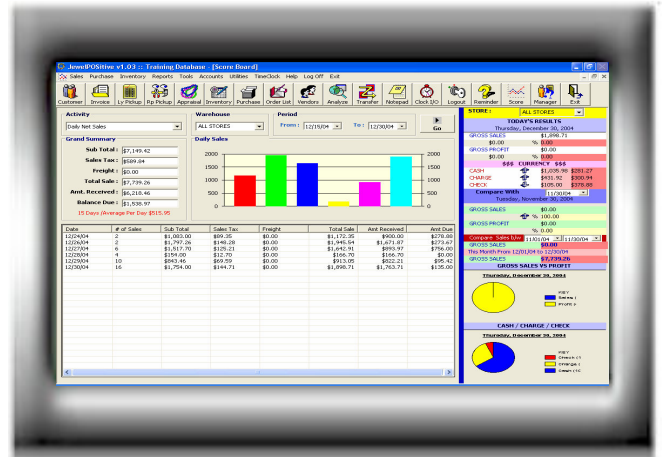 JewelPOSitive v1.03 :: Training Database - [Score Board]
Sales Purchase Inventory Reports Tools Accounts Utilities TimeClock Help Log Off Exit
Customer Invoice Ly Pickup Rp Pickup Appraisal Inventory Purchase Order List Vendors Analyze Transfer Notepad Clock I/O Logout Reminder Score Manager Exit
Activity
Daily Net Sales
Warehouse
ALL STORES
Period
From : 12/15/04 To : 12/30/04
Go
Grand Summary
Sub Total : $7,149.42
Sales Tax : $589.84
Freight : $0.00
Total Sale : $7,739.26
Amt. Received : $6,218.46
Balance Due : $1,538.97
15 Days /Average Per Day $515.95
Daily Sales
2000 2000
1500 1500
1000 1000
500 500
0 0
Date # of Sales Sub Total Sales Tax Freight Total Sale Amt Received Amt Due
12/24/04 2 $1,083.00 $89.35 $0.00 $1,172.35 $900.00 $278.88
12/26/04 2 $1,797.26 $148.28 $0.00 $1,945.54 $1,671.87 $273.67
12/27/04 6 $1,517.70 $125.21 $0.00 $1,642.91 $893.97 $756.00
12/28/04 4 $154.00 $12.70 $0.00 $166.70 $166.70 $0.00
12/29/04 10 $843.46 $69.59 $0.00 $913.05 $822.21 $95.42
12/30/04 16 $1,754.00 $144.71 $0.00 $1,898.71 $1,763.71 $135.00
STORE : ALL STORES
TODAY'S RESULTS
Thursday, December 30, 2004
GROSS SALES $1,898.71
$0.00 % 0.00
GROSS PROFIT $0.00
$0.00 % 0.00
$$$ CURRENCY $$$
CASH $1,035.98 $281.27
CHARGE $431.92 $300.94
CHECK $105.00 $378.88
Compare With 11/30/04
Tuesday, November 30, 2004
GROSS SALES $0.00
% 100.00
GROSS PROFIT $0.00
% 0.00
Compare Sales b/w 11/01/04 11/30/04
GROSS SALES $0.00
This Month From 12/01/04 to 12/30/04
GROSS SALES $7,739.26
GROSS SALES VS PROFIT
Thursday, December 30, 2004
KEY
Sales (
Profit (
CASH / CHARGE / CHECK
Thursday, December 30, 2004
KEY
Check (1
Charge (
Cash (1C